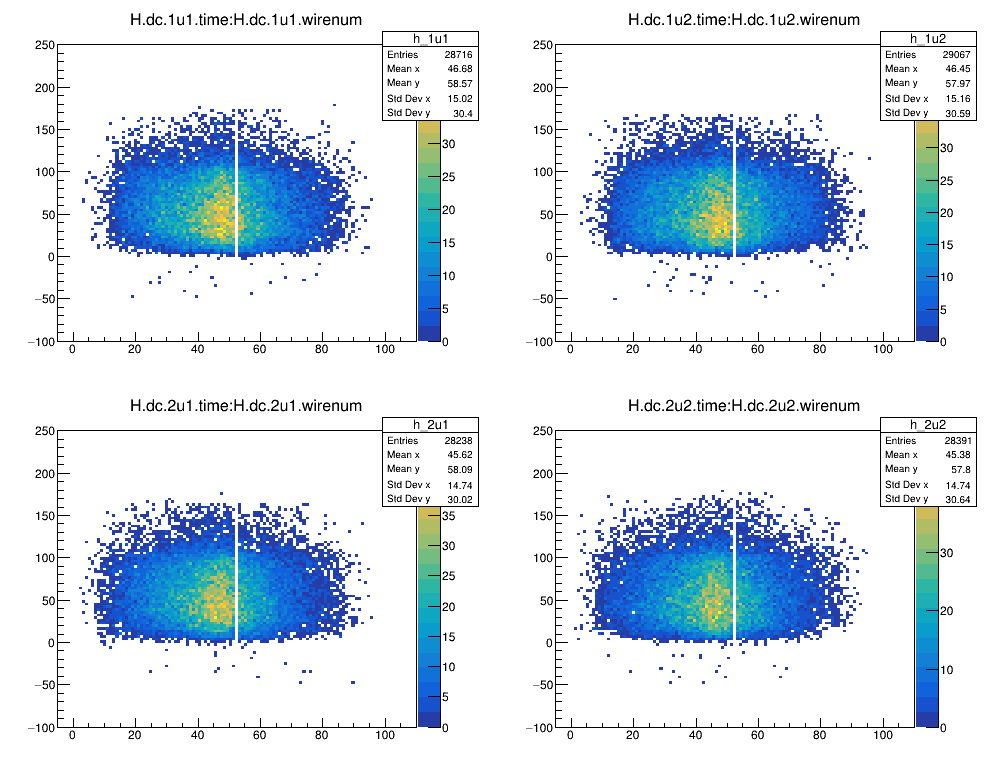 H.dc.1u1.time:H.dc.1u1.wirenum
h_1u1
Entries 28716
Mean x 46.68
Mean y 58.57
Std Dev x 15.02
Std Dev y 30.4
250
200
150
100
50
0
−50
−100
0 20 40 60 80 100
30
25
20
15
10
5
0
H.dc.1u2.time:H.dc.1u2.wirenum
h_1u2
Entries 29067
Mean x 46.45
Mean y 57.97
Std Dev x 15.16
Std Dev y 30.59
250
200
150
100
50
0
−50
−100
0 20 40 60 80 100
30
25
20
15
10
5
0
H.dc.2u1.time:H.dc.2u1.wirenum
h_2u1
Entries 28238
Mean x 45.62
Mean y 58.09
Std Dev x 14.74
Std Dev y 30.02
250
200
150
100
50
0
−50
−100
0 20 40 60 80 100
35
30
25
20
15
10
5
0
H.dc.2u2.time:H.dc.2u2.wirenum
h_2u2
Entries 28391
Mean x 45.38
Mean y 57.8
Std Dev x 14.74
Std Dev y 30.64
250
200
150
100
50
0
−50
−100
0 20 40 60 80 100
30
20
10
0